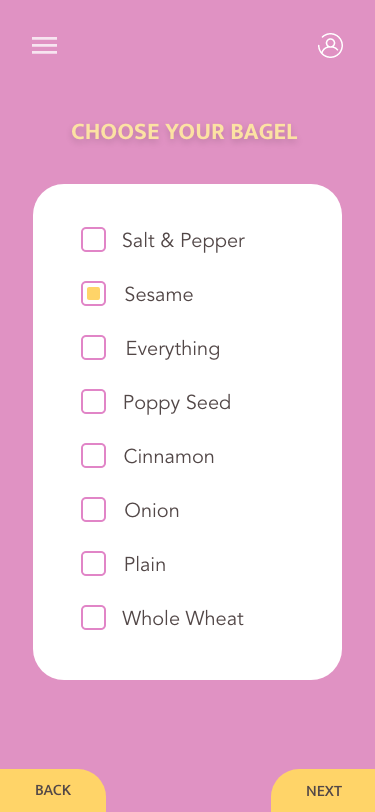 CHOOSE YOUR BAGEL
Salt & Pepper
Sesame
Everything
Poppy Seed
Cinnamon
Onion
Plain
Whole Wheat
BACK
NEXT